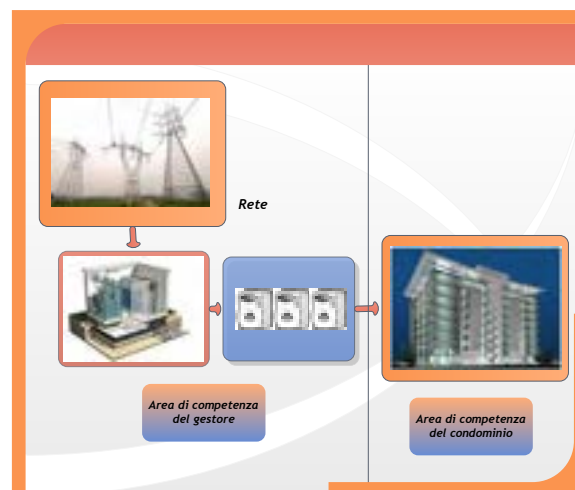 Rete
Area di competenza
del gestore
Area di competenza
del condominio